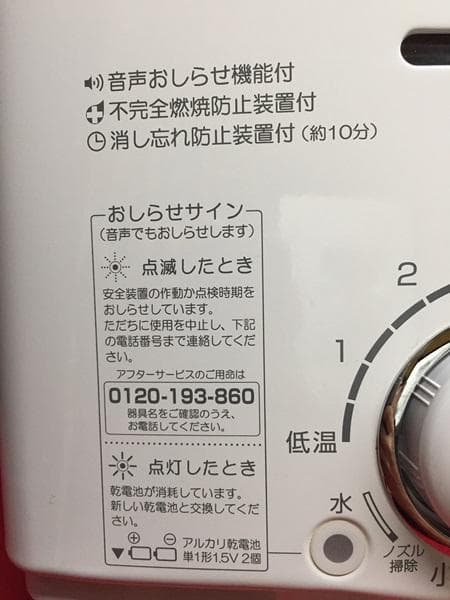 音声おしらせ機能付
不完全燃焼防止装置付
消し忘れ防止装置付(約10分)
おしらせサイン
(音声でもおしらせします)
点滅したとき
安全装置の作動か点検時期を
おしらせしています。
ただちに使用を中止し、下記
の電話番号まで連絡してくだ
さい。
アフターサービスのご用命は
0120-193-860
器具名をご確認のうえ、
お電話してください。
点灯したとき
乾電池が消耗しています。
新しい乾電池と交換してくだ
さい。
アルカリ乾電池
単1形1.5V 2個
2
1
低温
水
ノズル
掃除
小